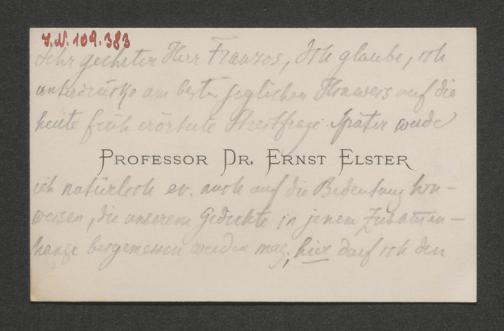 I.N. 109.383
Sehr geehrter Herr Franzos, Ich glaube, ich
unterdrücke am besten jeglichen Hinweis auf die
heute früh erörterte Streitfrage. Später werde
PROFESSOR DR. ERNST ELSTER
ich natürlich ev. auch auf die Bedeutung hin-
weisen, die unserem Gedichte in jenem Zusammen-
hange beigemessen werden mag; hier darf ich den